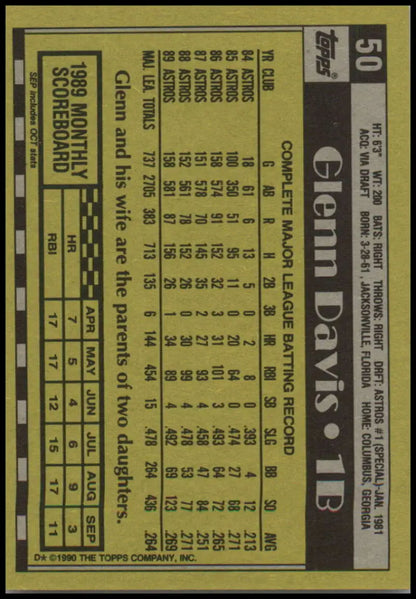 50
Topps®
HT: 6'3" WT: 200 BATS: RIGHT THROWS: RIGHT DRFT: ASTROS #1 (SPECIAL)-JAN. 1981
ACQ: VIA DRAFT BORN: 3-28-61, JACKSONVILLE, FLORIDA HOME: COLUMBUS, GEORGIA
Glenn Davis • 1B
COMPLETE MAJOR LEAGUE BATTING RECORD
YR CLUB G AB R H 2B 3B HR RBI SB SLG BB SO AVG
84 ASTROS 18 61 6 13 5 0 2 8 0 .393 4 12 .213
85 ASTROS 100 350 51 95 11 0 20 64 0 .474 27 68 .271
86 ASTROS 158 574 91 152 32 3 31 101 3 .493 64 72 .265
87 ASTROS 151 578 70 145 35 2 27 93 4 .458 47 84 .251
88 ASTROS 152 561 78 152 26 0 30 99 4 .478 53 77 .271
89 ASTROS 158 581 87 156 26 1 34 89 4 .492 69 123 .269
MAJ. LEA. TOTALS 737 2705 383 713 135 6 144 454 15 .478 264 436 .264
Glenn and his wife are the parents of two daughters.
1989 MONTHLY
SCOREBOARD
APR MAY JUN JUL AUG SEP
HR 7 5 4 6 9 3
RBI 17 17 12 15 17 11
SEP includes OCT stats
D* © 1990 THE TOPPS COMPANY, INC.